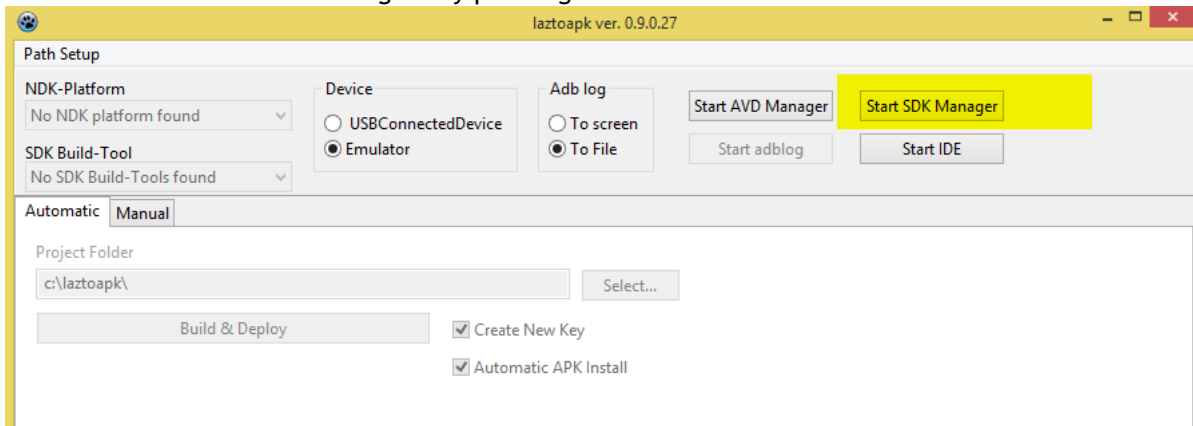 laztoapk ver. 0.9.0.27
Path Setup
NDK-Platform
No NDK platform found
SDK Build-Tool
No SDK Build-Tools found
Device
USBConnectedDevice
Emulator
Adb log
To screen
To File
Start AVD Manager
Start SDK Manager
Start adblog
Start IDE
Automatic
Manual
Project Folder
c:\laztoapk\
Select...
Build & Deploy
Create New Key
Automatic APK Install